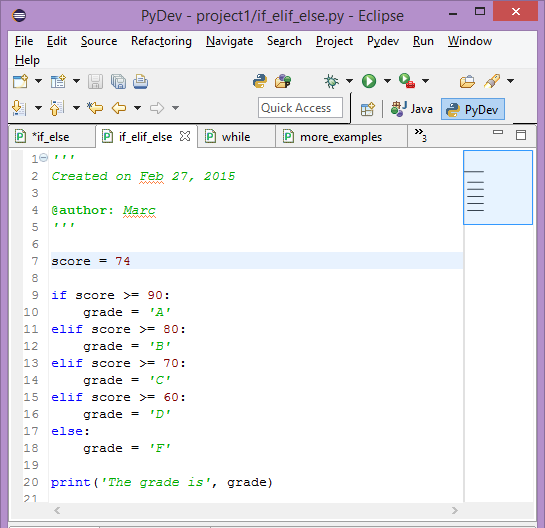 PyDev - project1/if_elif_else.py - Eclipse
File Edit Source Refactoring Navigate Search Project Pydev Run Window
Help
Quick Access Java PyDev
*if_else if_elif_else while more_examples »3
1 '''
2 Created on Feb 27, 2015
3
4 @author: Marc
5 '''
6
7 score = 74
8
9 if score >= 90:
10     grade = 'A'
11 elif score >= 80:
12     grade = 'B'
13 elif score >= 70:
14     grade = 'C'
15 elif score >= 60:
16     grade = 'D'
17 else:
18     grade = 'F'
19
20 print('The grade is', grade)
21